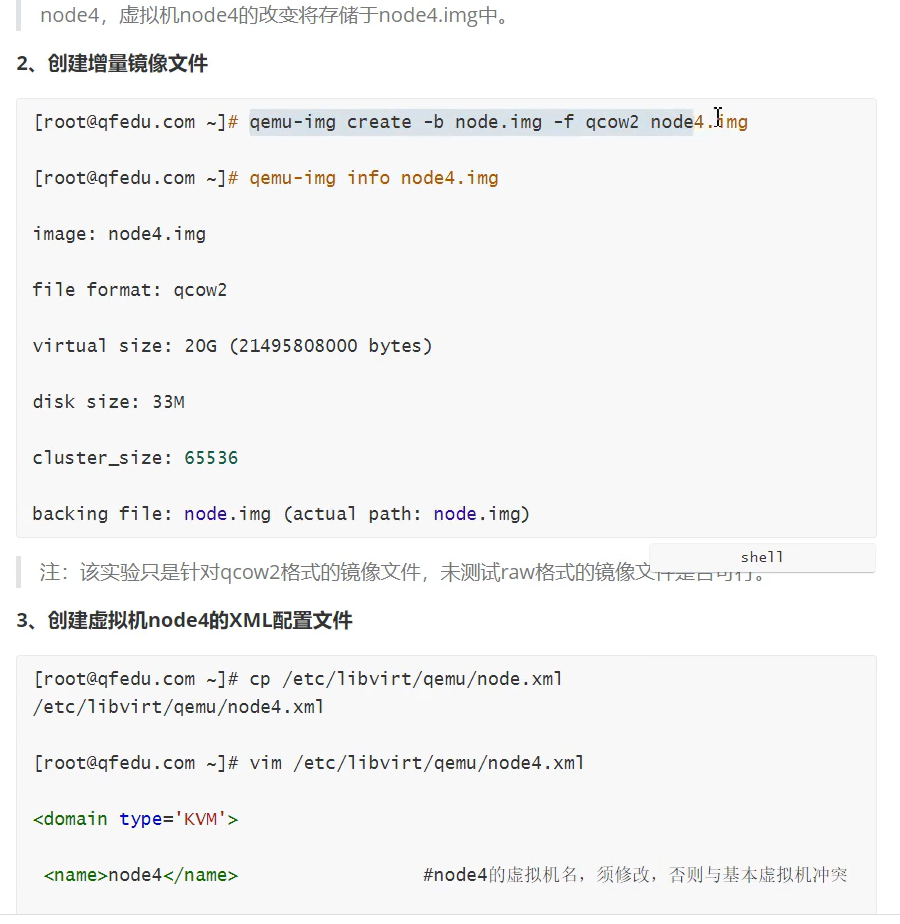 node4，虚拟机node4的改变将存储于node4.img中。
2、创建增量镜像文件
[root@qfedu.com ~]# qemu-img create -b node.img -f qcow2 node4.img
[root@qfedu.com ~]# qemu-img info node4.img
image: node4.img
file format: qcow2
virtual size: 20G (21495808000 bytes)
disk size: 33M
cluster_size: 65536
backing file: node.img (actual path: node.img)
shell
注：该实验只是针对qcow2格式的镜像文件，未测试raw格式的镜像文件是否可行。
3、创建虚拟机node4的XML配置文件
[root@qfedu.com ~]# cp /etc/libvirt/qemu/node.xml
/etc/libvirt/qemu/node4.xml
[root@qfedu.com ~]# vim /etc/libvirt/qemu/node4.xml
<domain type='KVM'>
<name>node4</name> #node4的虚拟机名，须修改，否则与基本虚拟机冲突